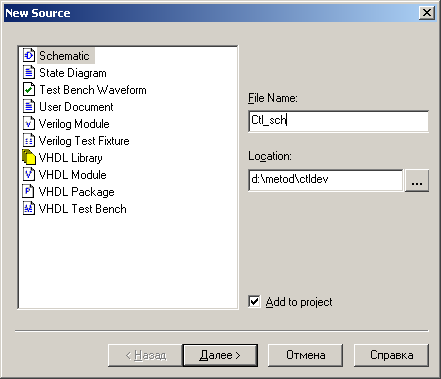 New Source
Schematic
State Diagram
Test Bench Waveform
User Document
Verilog Module
Verilog Test Fixture
VHDL Library
VHDL Module
VHDL Package
VHDL Test Bench
File Name:
Ctl_sch
Location:
d:\metod\ctldev
...
Add to project
< Назад
Далее >
Отмена
Справка